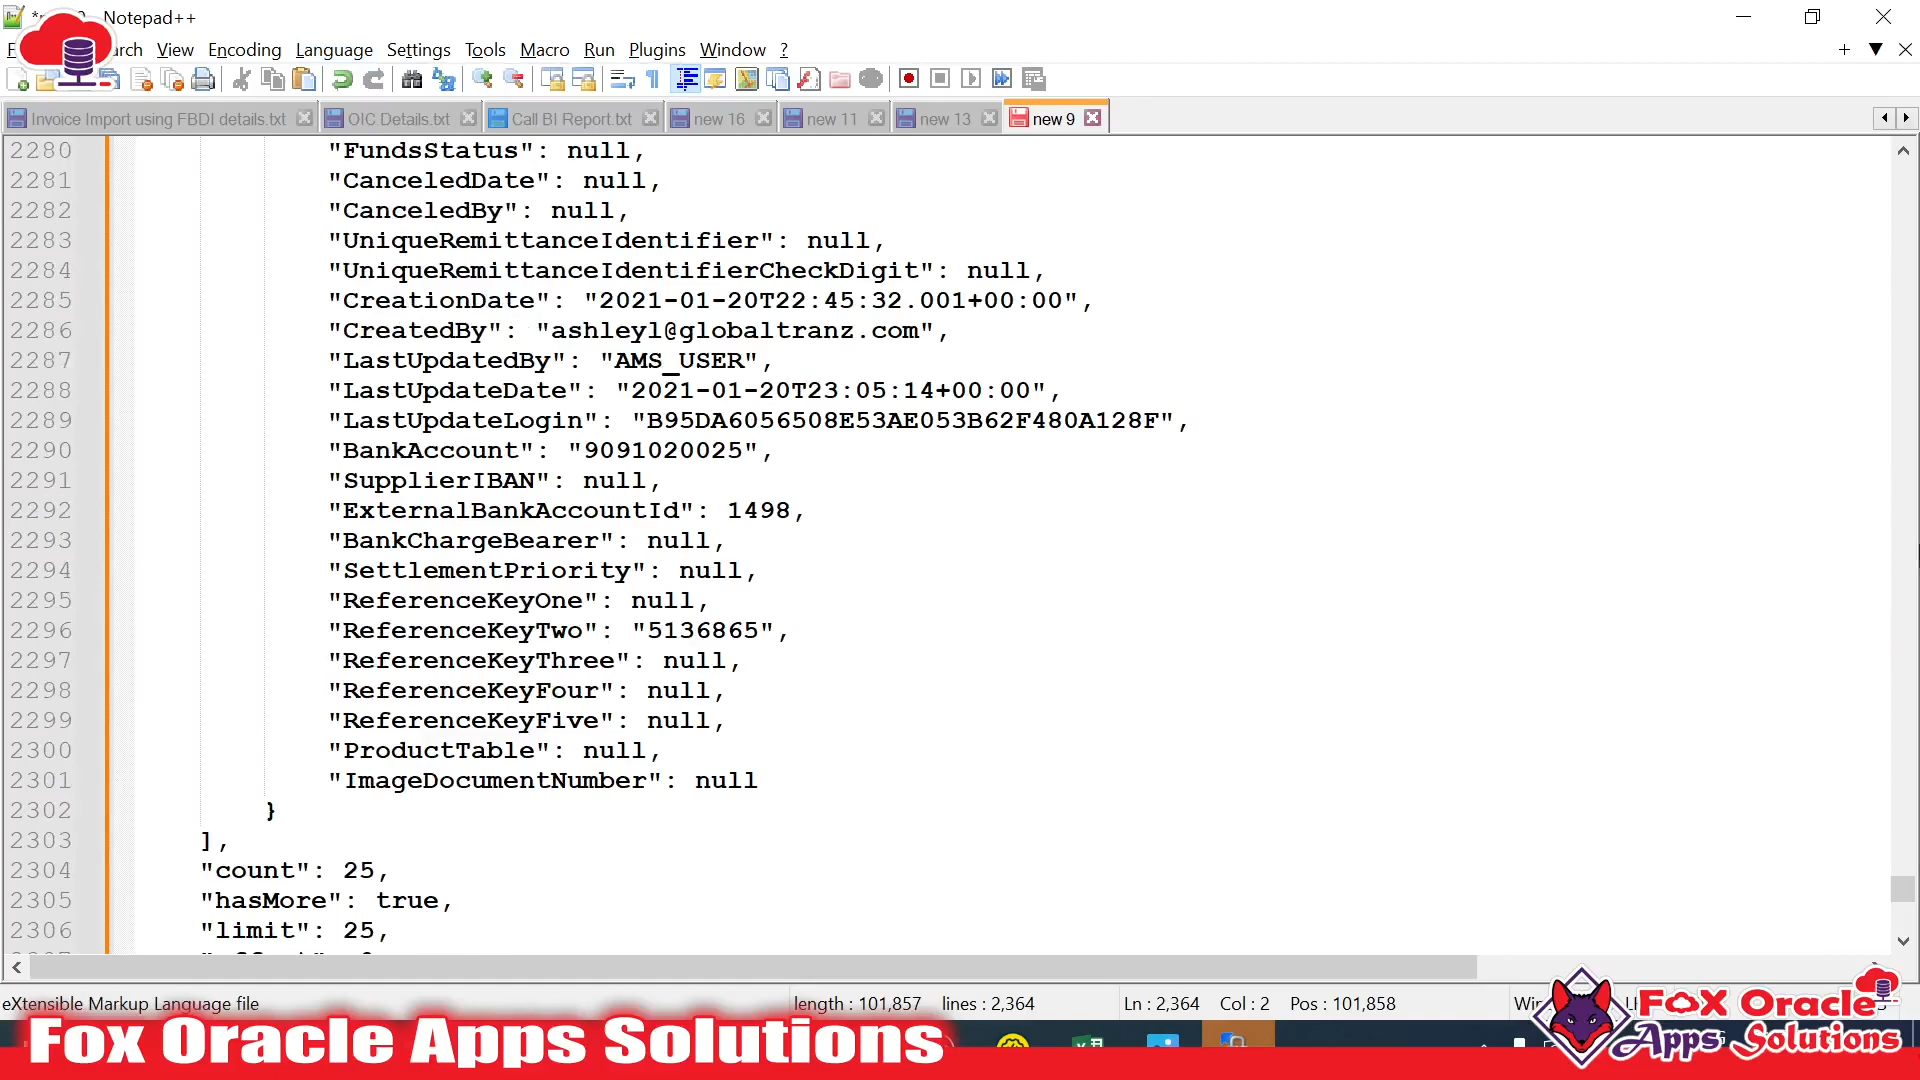 Notepad++
View Encoding Language Settings Tools Macro Run Plugins Window ?
Invoice Import using FBDI details.txt OIC Details.txt Call BI Report.txt new 16 new 11 new 13 new 9
2280 "FundsStatus": null,
2281 "CanceledDate": null,
2282 "CanceledBy": null,
2283 "UniqueRemittanceIdentifier": null,
2284 "UniqueRemittanceIdentifierCheckDigit": null,
2285 "CreationDate": "2021-01-20T22:45:32.001+00:00",
2286 "CreatedBy": "ashleyl@globaltranz.com",
2287 "LastUpdatedBy": "AMS_USER",
2288 "LastUpdateDate": "2021-01-20T23:05:14+00:00",
2289 "LastUpdateLogin": "B95DA6056508E53AE053B62F480A128F",
2290 "BankAccount": "9091020025",
2291 "SupplierIBAN": null,
2292 "ExternalBankAccountId": 1498,
2293 "BankChargeBearer": null,
2294 "SettlementPriority": null,
2295 "ReferenceKeyOne": null,
2296 "ReferenceKeyTwo": "5136865",
2297 "ReferenceKeyThree": null,
2298 "ReferenceKeyFour": null,
2299 "ReferenceKeyFive": null,
2300 "ProductTable": null,
2301 "ImageDocumentNumber": null
2302 }
2303 ],
2304 "count": 25,
2305 "hasMore": true,
2306 "limit": 25,
eXtensible Markup Language file length : 101,857 lines : 2,364 Ln : 2,364 Col : 2 Pos : 101,858
Fox Oracle Apps Solutions
FOX Oracle
Apps Solutions